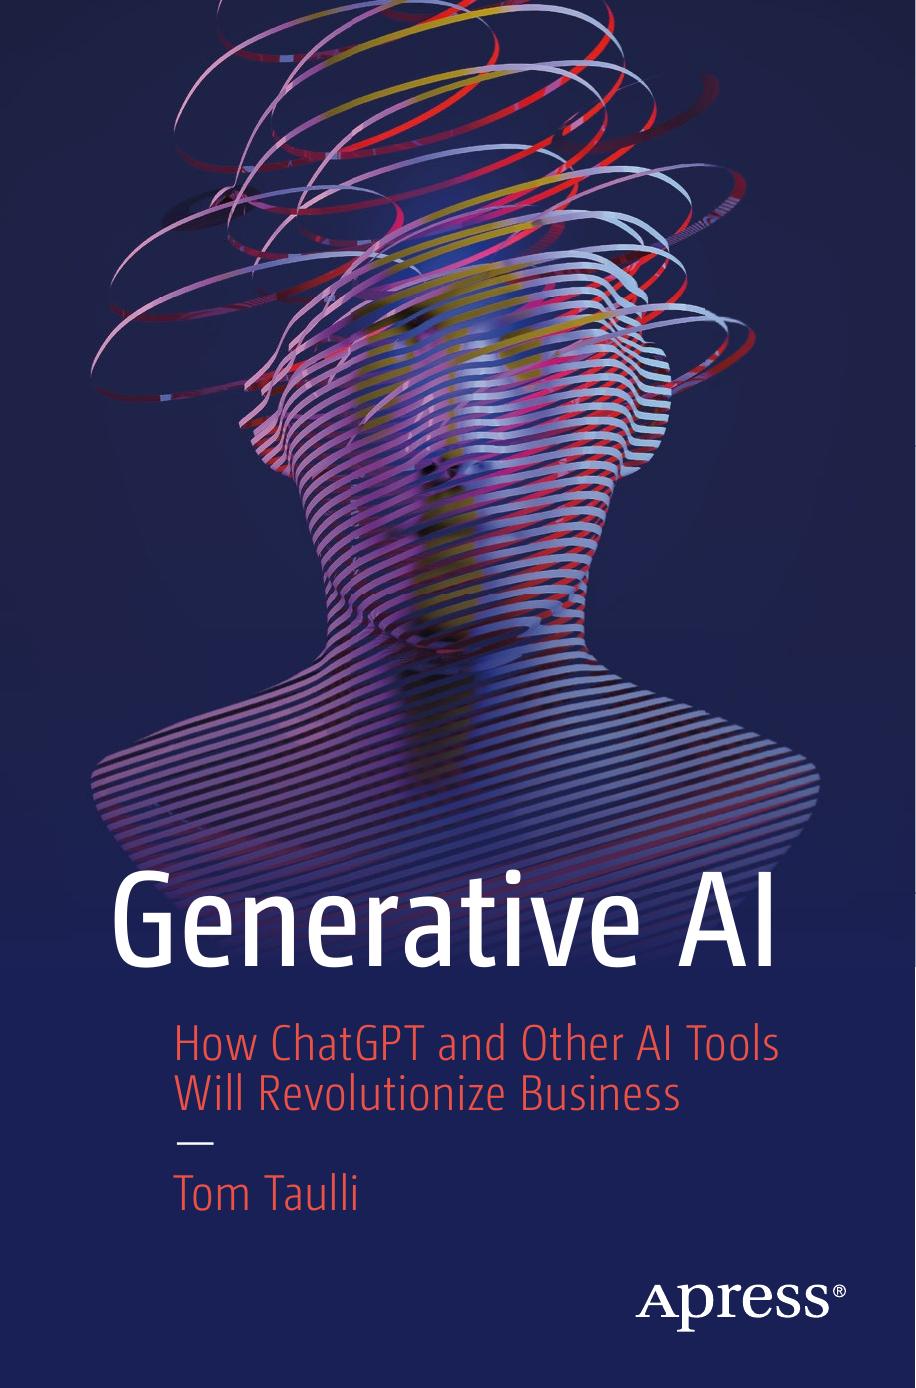 Generative AI
How ChatGPT and Other AI Tools
Will Revolutionize Business
—
Tom Taulli
Apress®